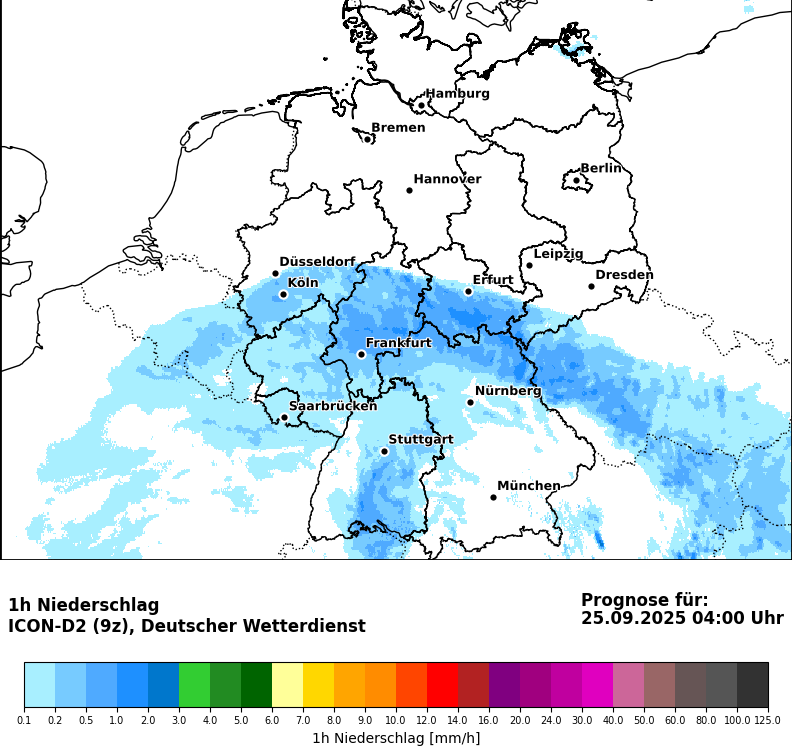 Hamburg
Bremen
Berlin
Hannover
Leipzig
Düsseldorf
Dresden
Köln
Erfurt
Frankfurt
Nürnberg
Saarbrücken
Stuttgart
München
1h Niederschlag
ICON-D2 (9z), Deutscher Wetterdienst
Prognose für:
25.09.2025 04:00 Uhr
0.1 0.2 0.5 1.0 2.0 3.0 4.0 5.0 6.0 7.0 8.0 9.0 10.0 12.0 14.0 16.0 20.0 24.0 30.0 40.0 50.0 60.0 80.0 100.0 125.0
1h Niederschlag [mm/h]